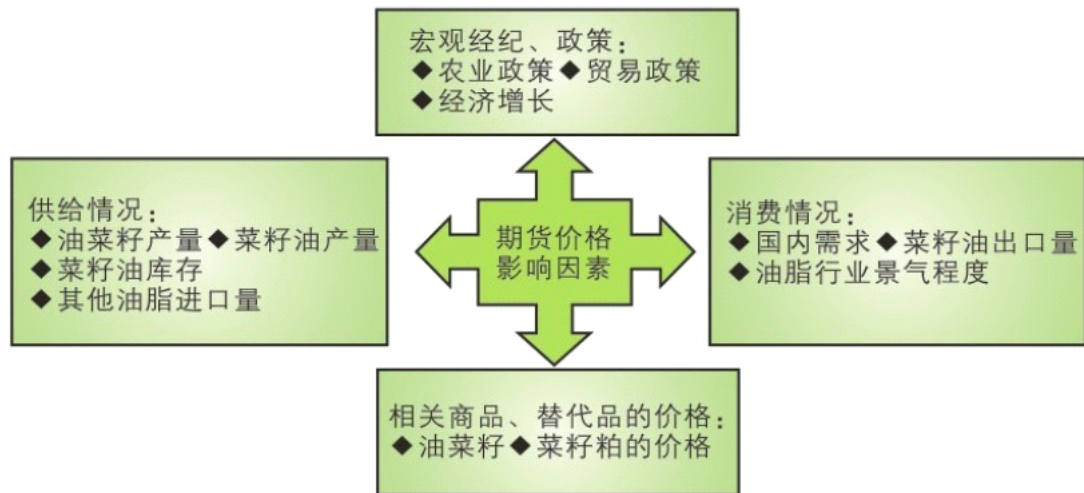 宏观经纪、政策：
◆农业政策◆贸易政策
◆经济增长
供给情况：
◆油菜籽产量◆菜籽油产量
◆菜籽油库存
◆其他油脂进口量
期货价格
影响因素
消费情况：
◆国内需求◆菜籽油出口量
◆油脂行业景气程度
相关商品、替代品的价格：
◆油菜籽◆菜籽粕的价格